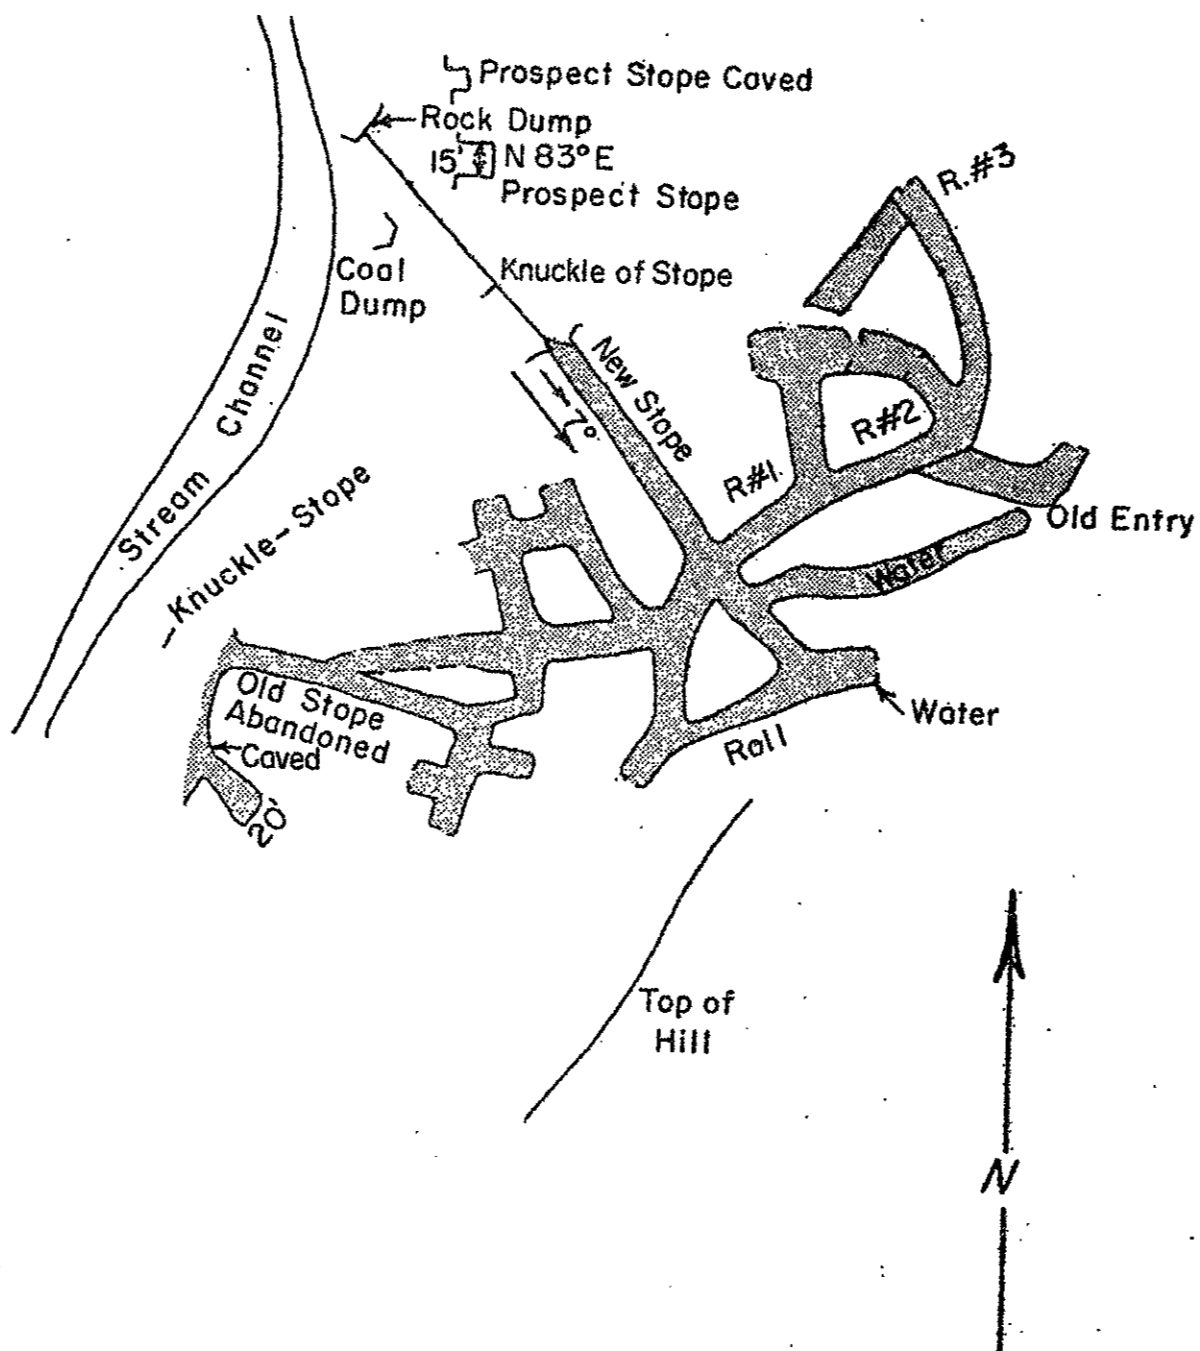 Prospect Stope Caved
Rock Dump
15' N 83° E
Prospect Stope
R.#3
Coal
Dump
Knuckle of Stope
Stream Channel
New Stope
7°
R#2
R#1.
Knuckle-Stope
Old Entry
Water
Old Stope
Abandoned
Caved
20'
Water
Roll
Top of
Hill
N